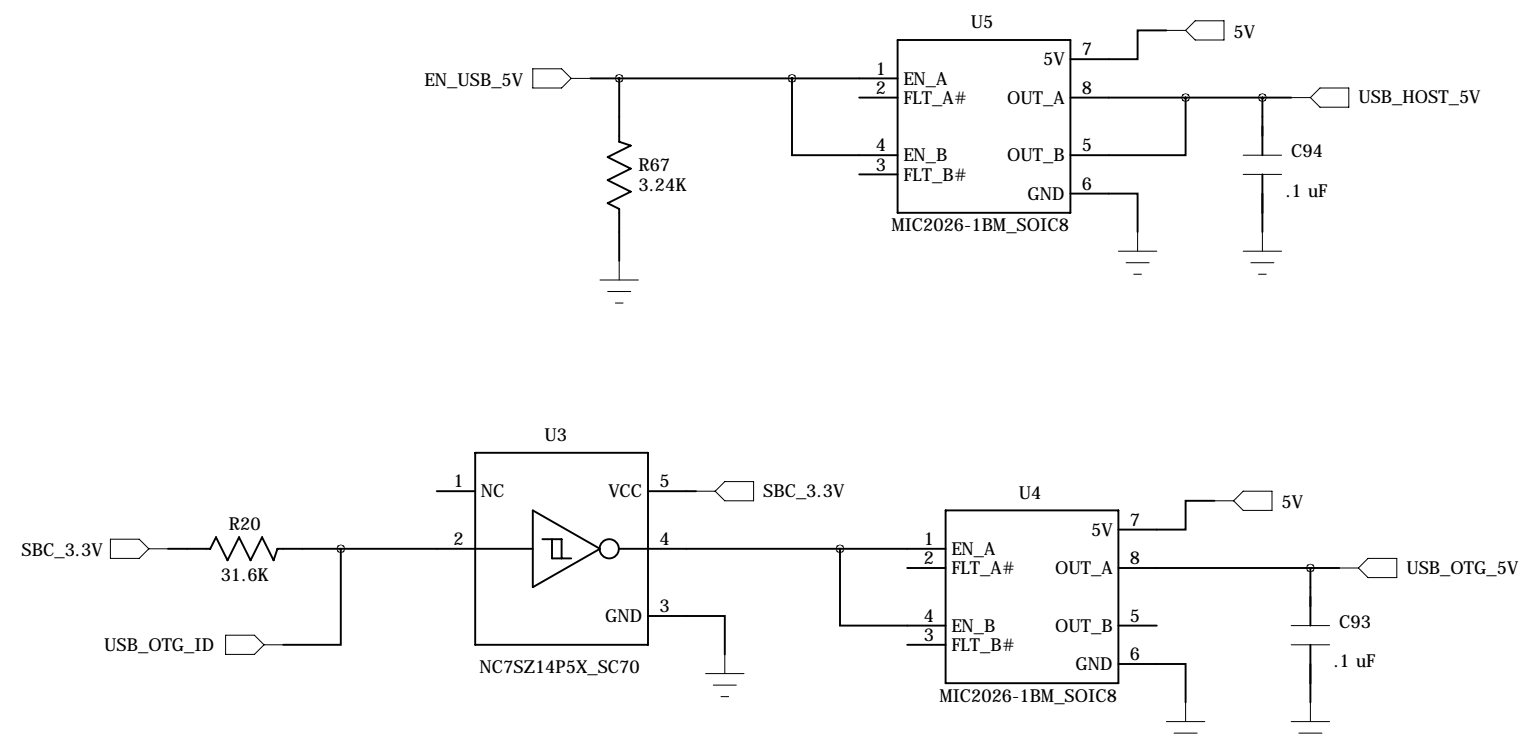 U5
5V
7
5V
EN_USB_5V
1
EN_A
2
FLT_A#
OUT_A
8
USB_HOST_5V
4
EN_B
3
FLT_B#
OUT_B
5
C94
.1 uF
R67
3.24K
GND
6
MIC2026-1BM_SOIC8
U3
1
NC
VCC
5
SBC_3.3V
U4
5V
7
5V
SBC_3.3V
R20
31.6K
2
4
1
EN_A
2
FLT_A#
OUT_A
8
USB_OTG_5V
GND
3
4
EN_B
3
FLT_B#
OUT_B
5
C93
.1 uF
USB_OTG_ID
GND
6
NC7SZ14P5X_SC70
MIC2026-1BM_SOIC8